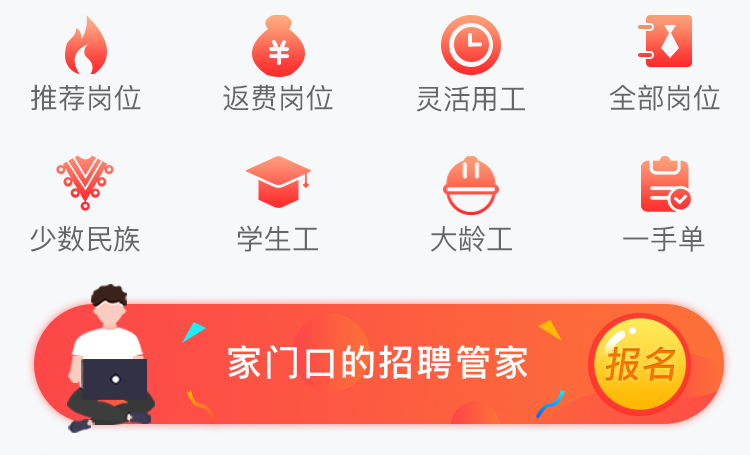 推荐岗位 返费岗位 灵活用工 全部岗位
少数民族 学生工 大龄工 一手单
家门口的招聘管家 报名